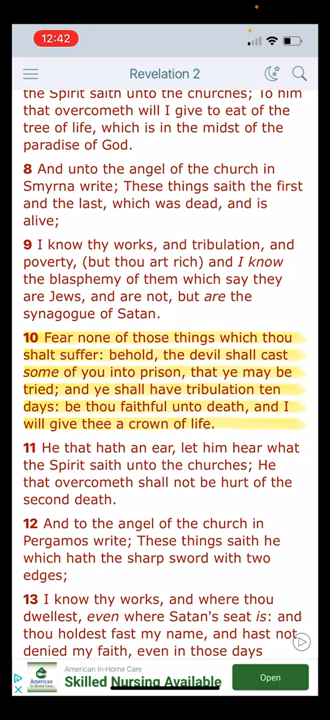 12:42
Revelation 2
the Spirit saith unto the churches; To him
that overcometh will I give to eat of the
tree of life, which is in the midst of the
paradise of God.
8 And unto the angel of the church in
Smyrna write; These things saith the first
and the last, which was dead, and is
alive;
9 I know thy works, and tribulation, and
poverty, (but thou art rich) and I know
the blasphemy of them which say they
are Jews, and are not, but are the
synagogue of Satan.
10 Fear none of those things which thou
shalt suffer: behold, the devil shall cast
some of you into prison, that ye may be
tried; and ye shall have tribulation ten
days: be thou faithful unto death, and I
will give thee a crown of life.
11 He that hath an ear, let him hear what
the Spirit saith unto the churches; He
that overcometh shall not be hurt of the
second death.
12 And to the angel of the church in
Pergamos write; These things saith he
which hath the sharp sword with two
edges;
13 I know thy works, and where thou
dwellest, even where Satan's seat is: and
thou holdest fast my name, and hast not
denied my faith, even in those days
American In-Home Care
Skilled Nursing Available
Open
American
In-Home Care